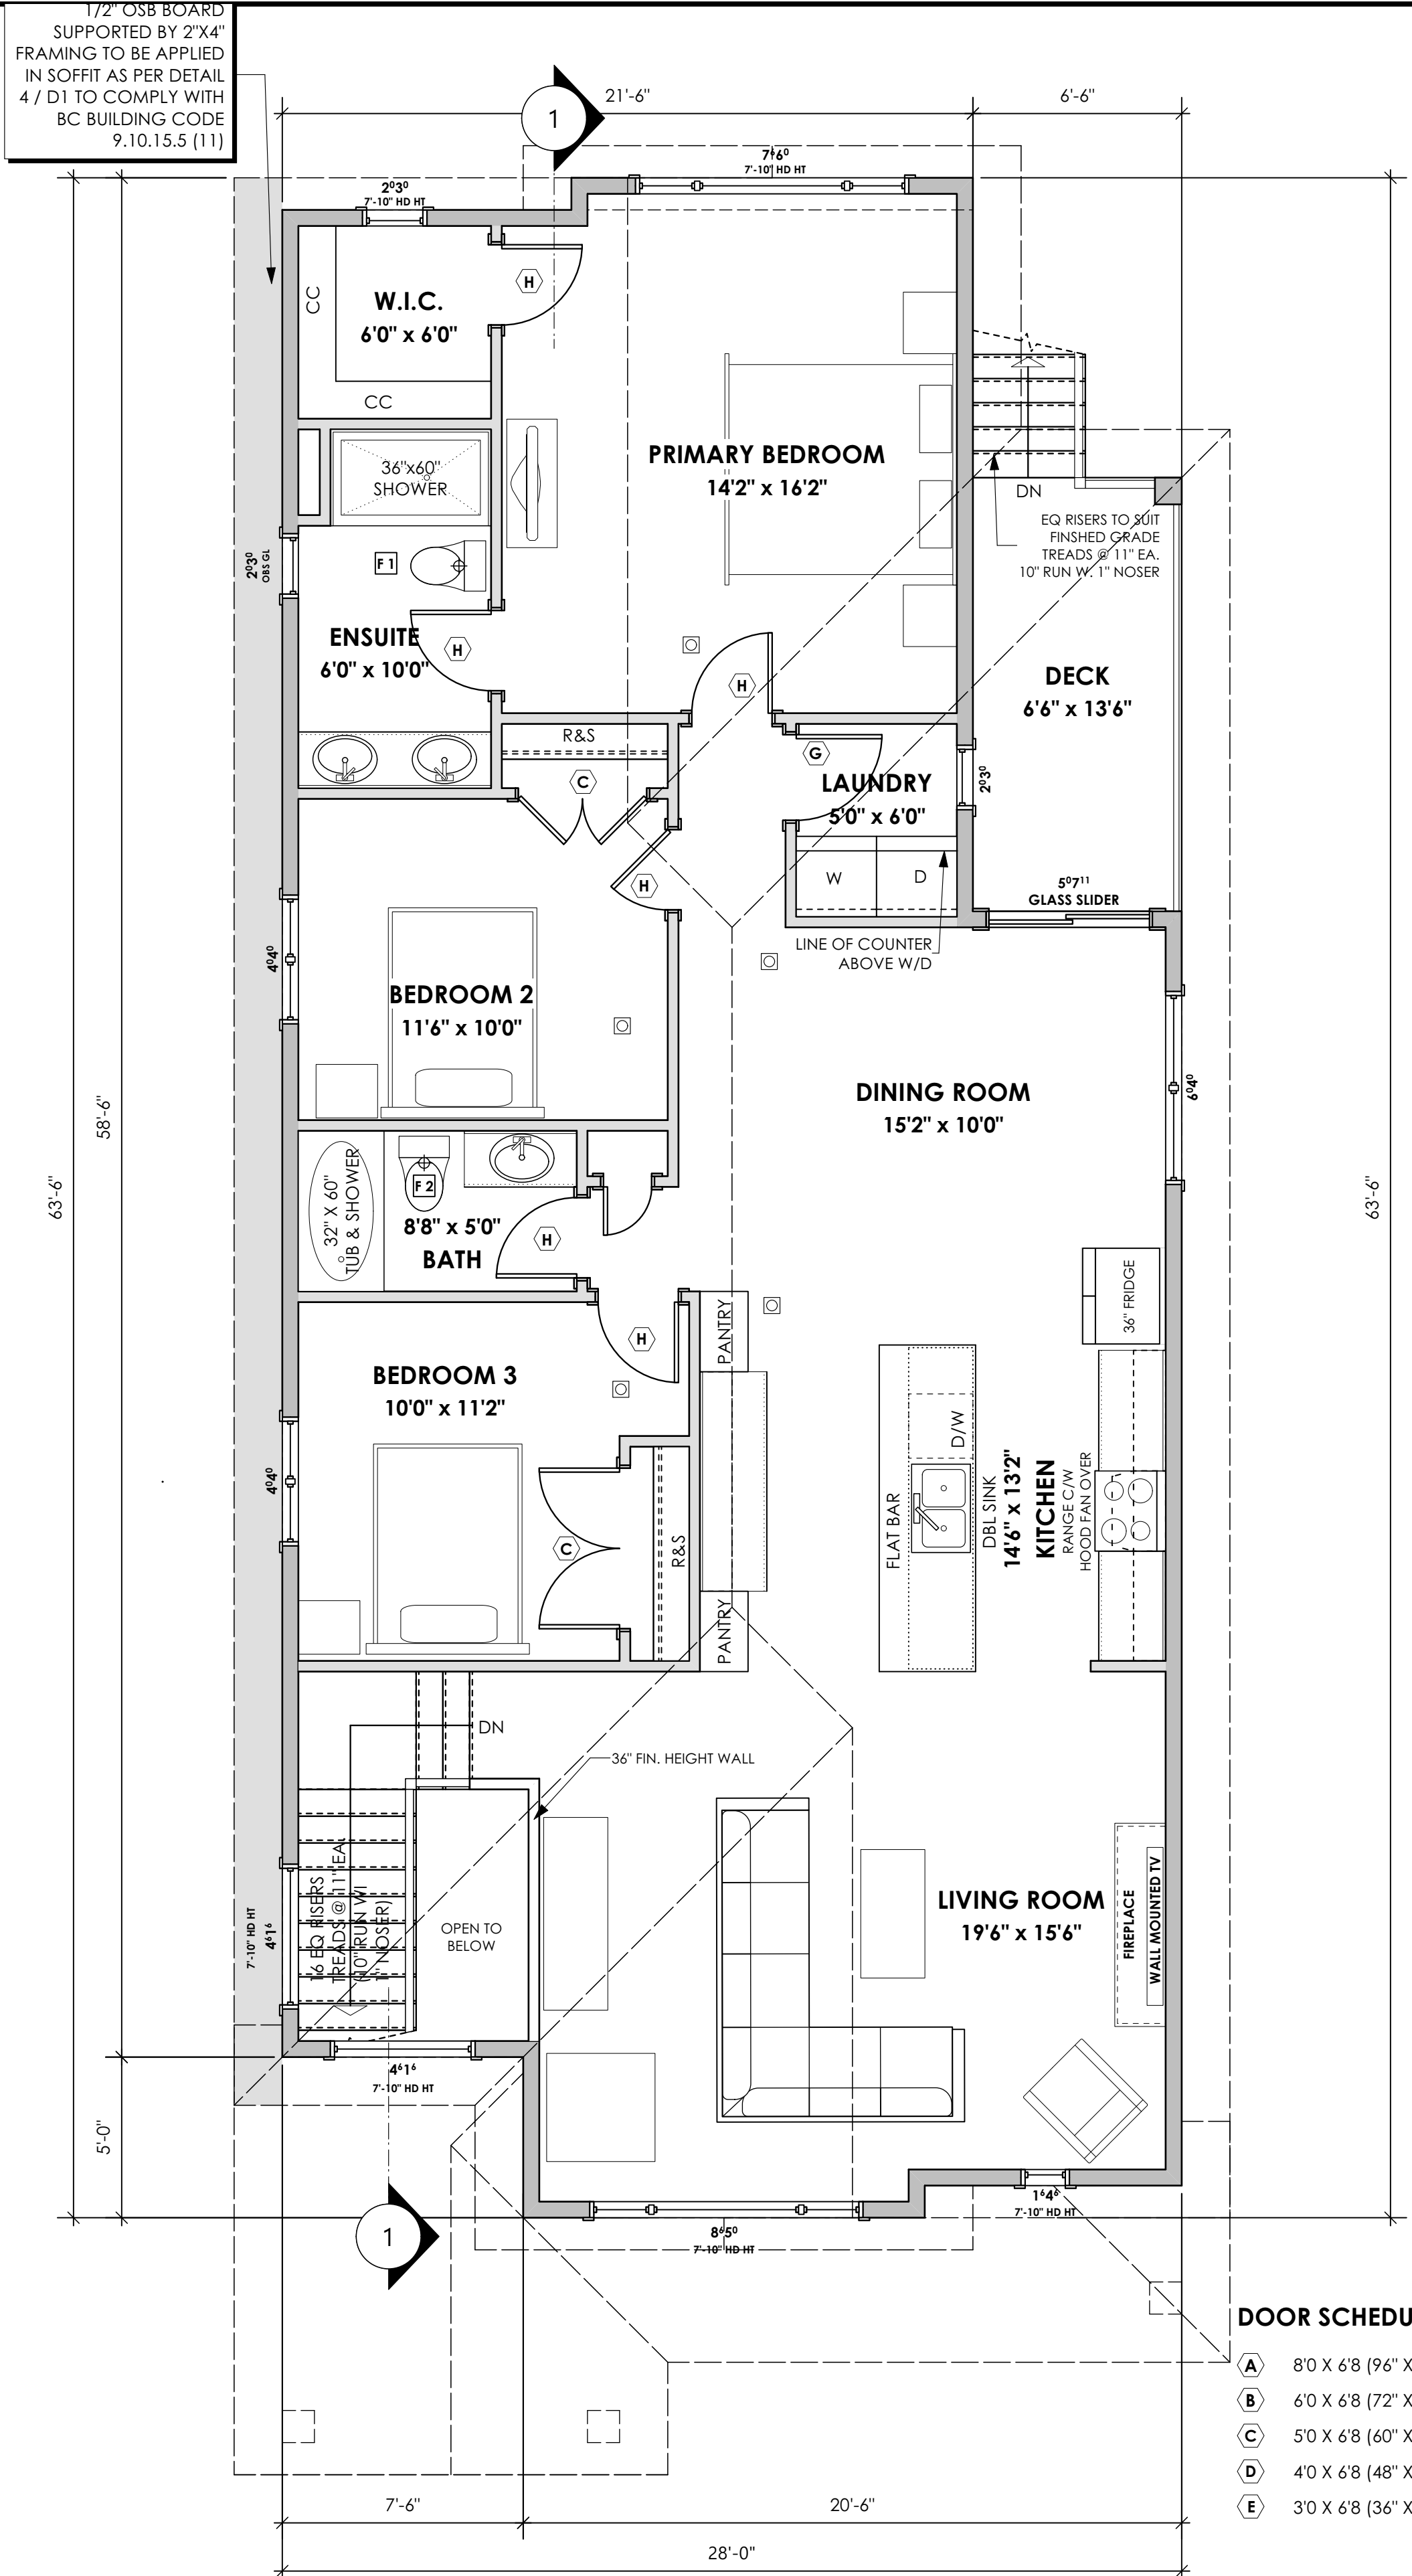 1/2" OSB BOARD
SUPPORTED BY 2"X4"
FRAMING TO BE APPLIED
IN SOFFIT AS PER DETAIL
4 / D1 TO COMPLY WITH
BC BUILDING CODE
9.10.15.5 (11)
21'-6"
6'-6"
1
7⁶6⁰
7'-10" HD HT
2⁰3⁰
7'-10" HD HT
H
CC
W.I.C.
6'0" x 6'0"
CC
36"x60"
SHOWER
PRIMARY BEDROOM
14'2" x 16'2"
DN
EQ RISERS TO SUIT
FINSHED GRADE
TREADS @ 11" EA.
10" RUN W. 1" NOSER
2⁰3⁰
OBS GL
F 1
ENSUITE
6'0" x 10'0"
H
H
DECK
6'6" x 13'6"
R&S
C
G
LAUNDRY
5'0" x 6'0"
2⁰3⁰
W
D
H
5⁰7¹¹
GLASS SLIDER
LINE OF COUNTER
ABOVE W/D
4⁰4⁰
BEDROOM 2
11'6" x 10'0"
DINING ROOM
15'2" x 10'0"
6⁰4⁰
58'-6"
63'-6"
63'-6"
32" X 60"
TUB & SHOWER
F 2
8'8" x 5'0"
BATH
H
36" FRIDGE
PANTRY
H
BEDROOM 3
10'0" x 11'2"
4⁰4⁰
C
R&S
FLAT BAR
D/W
DBL SINK
14'6" x 13'2"
KITCHEN
RANGE C/W
HOOD FAN OVER
PANTRY
DN
36" FIN. HEIGHT WALL
16 EQ RISERS
TREADS @ 11" EA.
(10" RUN W/
1" NOSER)
OPEN TO
BELOW
7'-10" HD HT
4⁶1⁶
LIVING ROOM
19'6" x 15'6"
FIREPLACE
WALL MOUNTED TV
4⁶1⁶
7'-10" HD HT
5'-0"
1
8⁶5⁰
7'-10" HD HT
1⁶4⁶
7'-10" HD HT
DOOR SCHEDU
A 8'0 X 6'8 (96" X
B 6'0 X 6'8 (72" X
C 5'0 X 6'8 (60" X
D 4'0 X 6'8 (48" X
E 3'0 X 6'8 (36" X
7'-6"
20'-6"
28'-0"